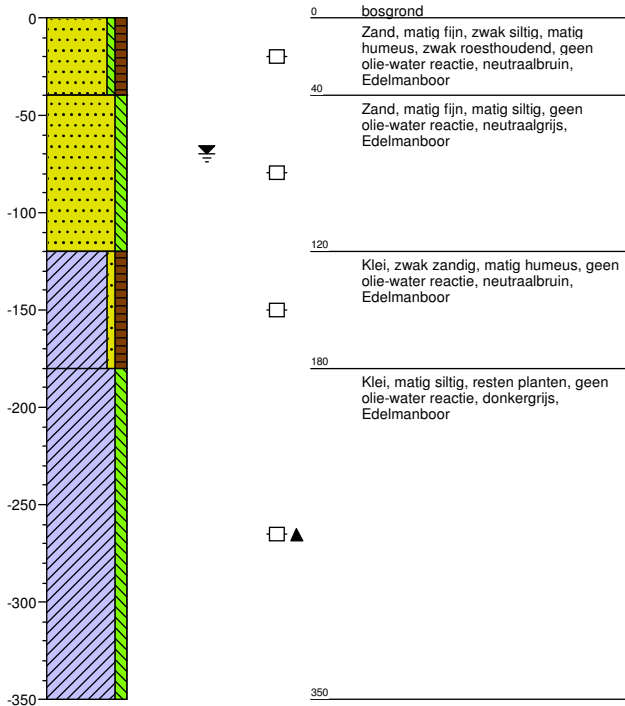 0
0
bosgrond
Zand, matig fijn, zwak siltig, matig
humeus, zwak roesthoudend, geen
olie-water reactie, neutraalbruin,
Edelmanboor
40
-50
Zand, matig fijn, matig siltig, geen
olie-water reactie, neutraalgrijs,
Edelmanboor
-100
120
Klei, zwak zandig, matig humeus, geen
olie-water reactie, neutraalbruin,
Edelmanboor
-150
180
Klei, matig siltig, resten planten, geen
olie-water reactie, donkergrijs,
Edelmanboor
-200
-250
-300
-350
350